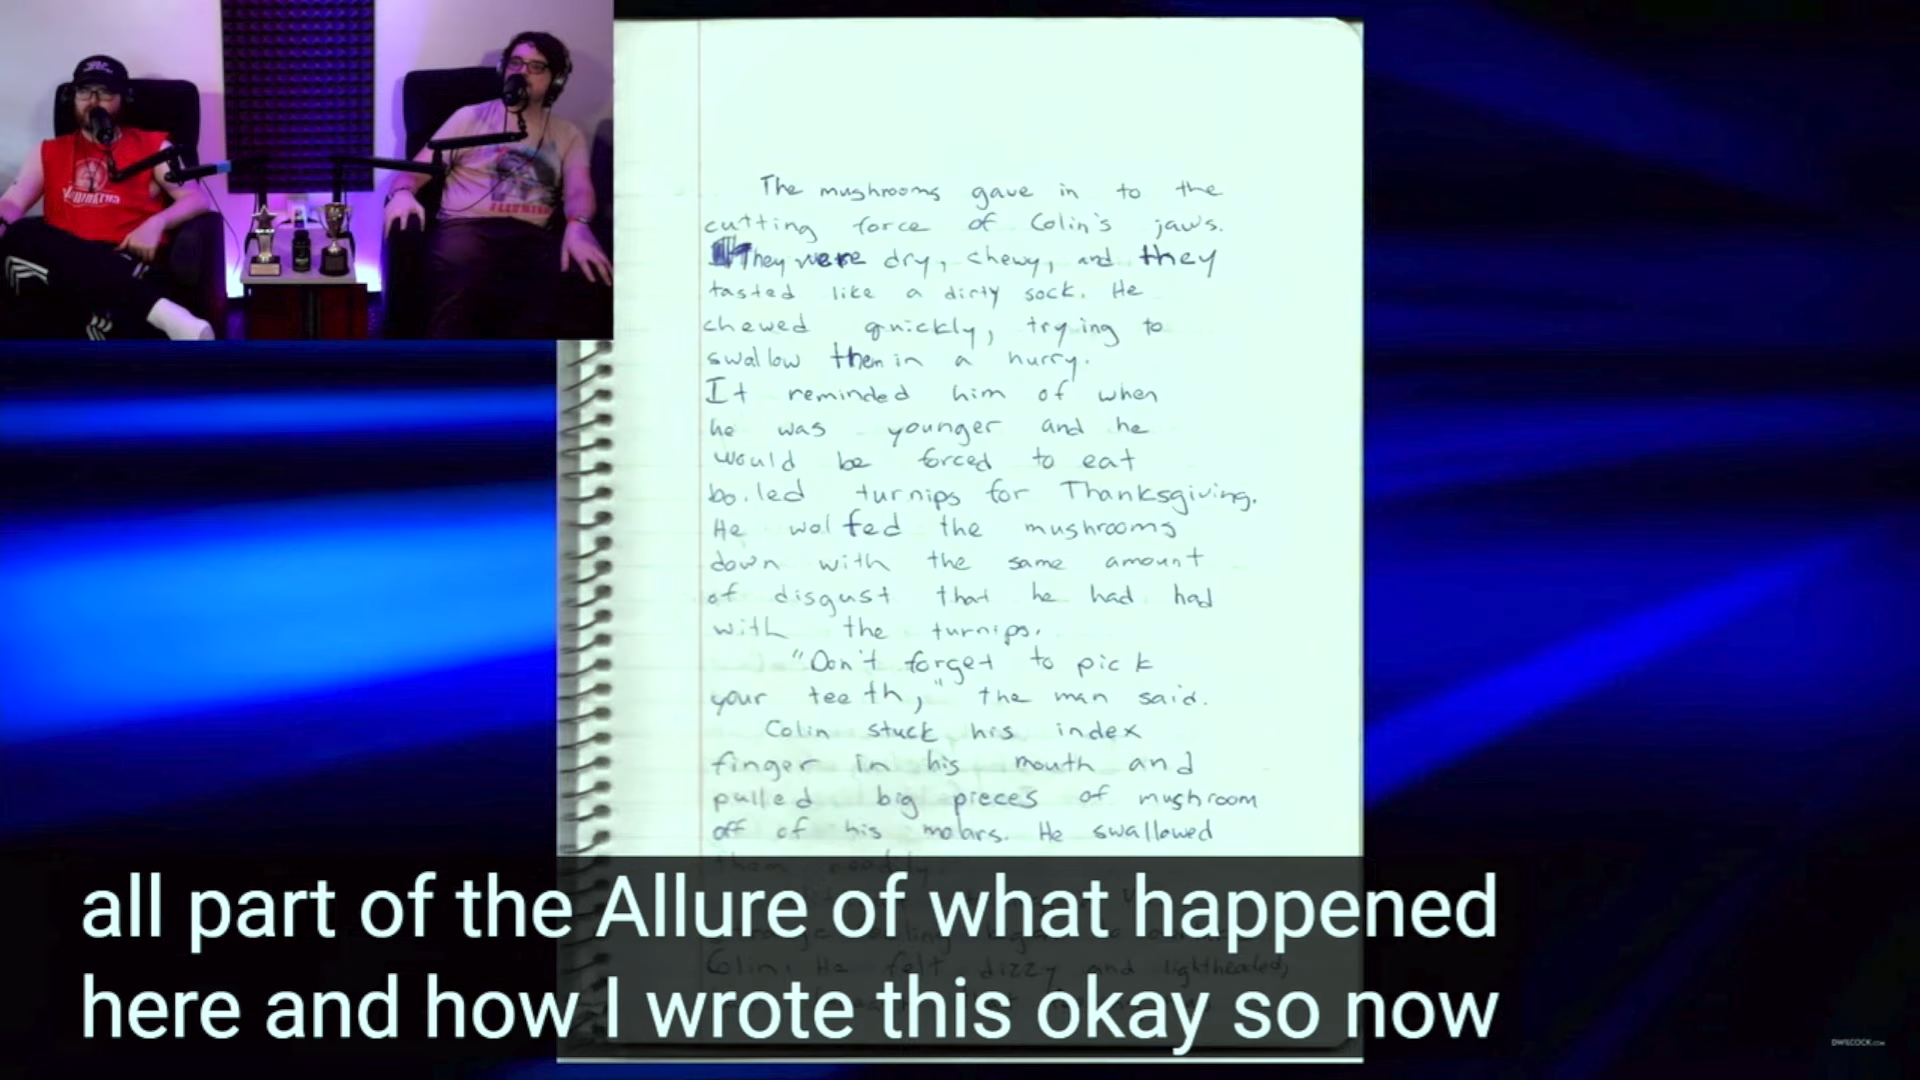 The mushrooms gave in to the
cutting force of Colin's jaws.
They were dry, chewy, and they
tasted like a dirty sock. He
chewed quickly, trying to
swallow them in a hurry.
It reminded him of when
he was younger and he
would be forced to eat
boiled turnips for Thanksgiving.
He wolfed the mushrooms
down with the same amount
of disgust that he had had
with the turnips.
"Don't forget to pick
your teeth," the man said.
Colin stuck his index
finger in his mouth and
pulled big pieces of mushroom
off of his molars. He swallowed
them
Colin. He felt dizzy and lightheaded,
all part of the Allure of what happened
here and how I wrote this okay so now
DWILCOCK.COM